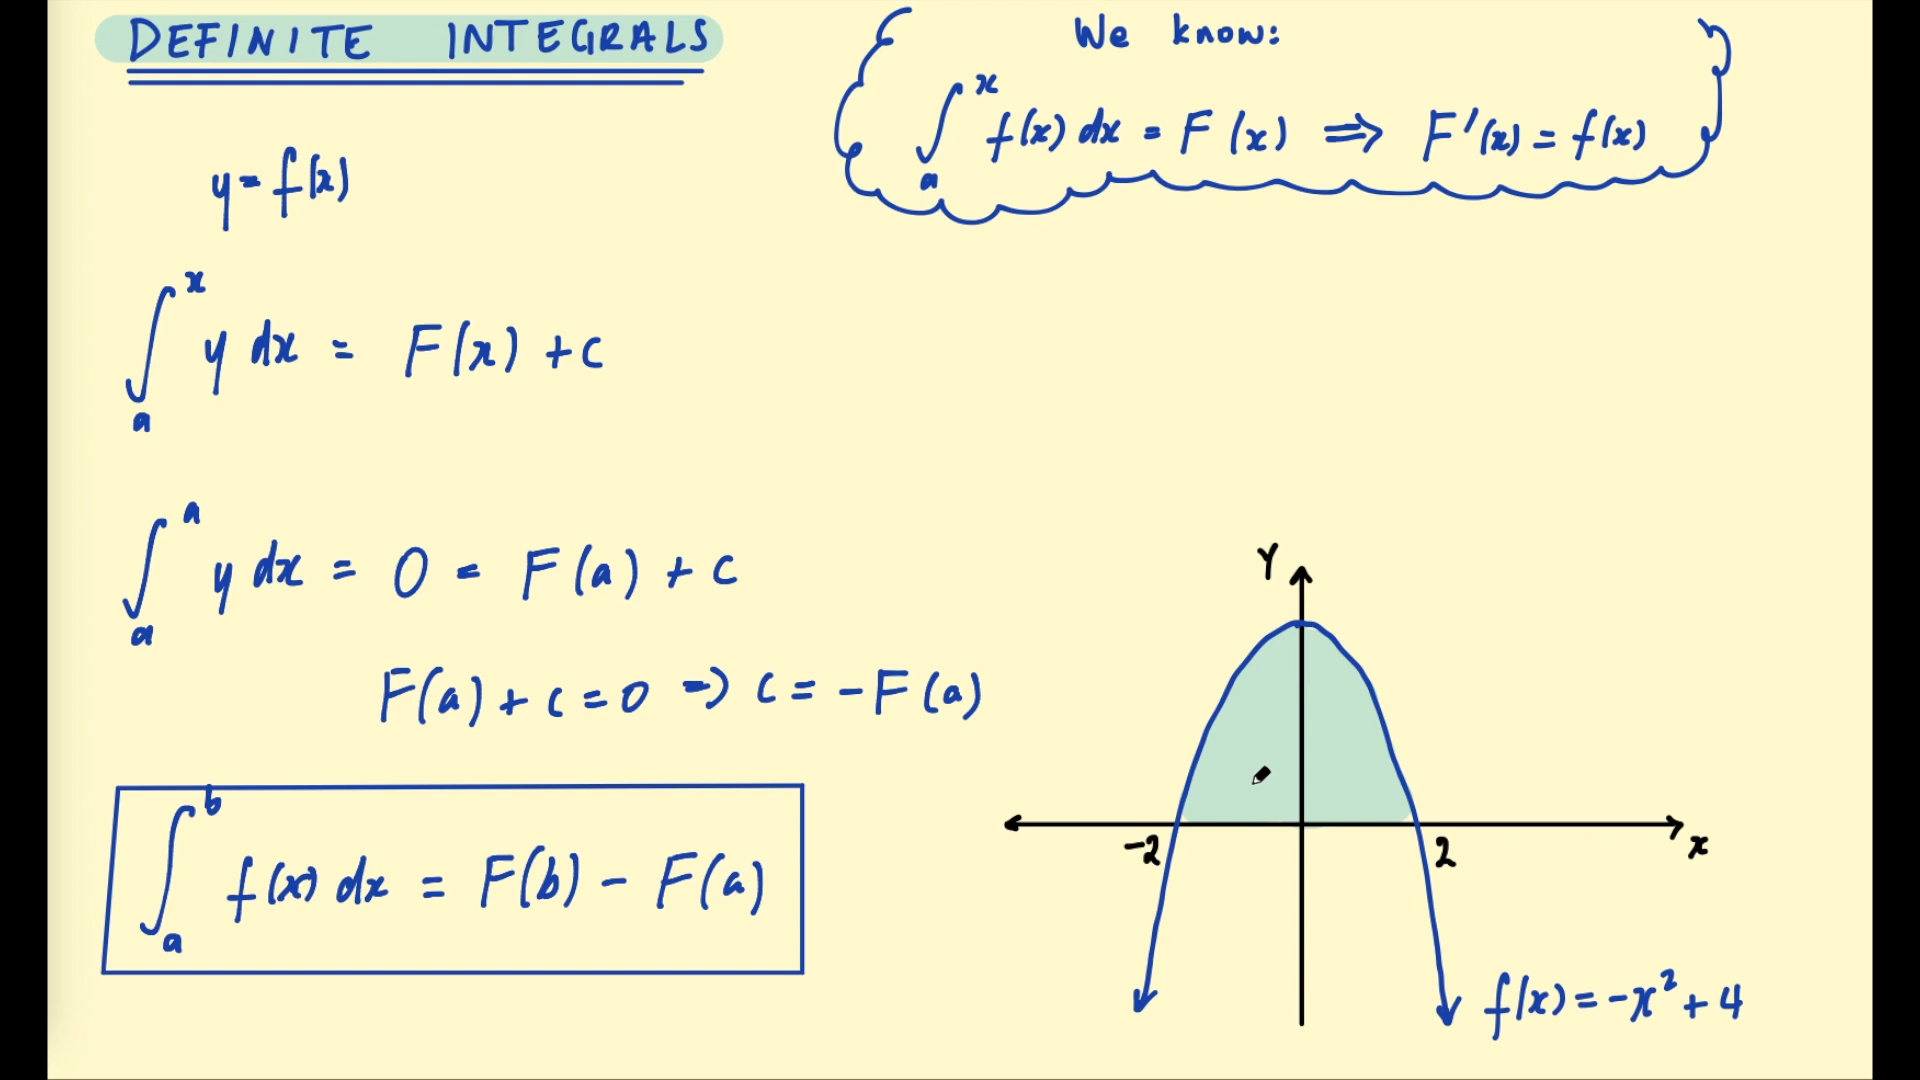 DEFINITE INTEGRALS
We know:
∫ₐˣ f(x) dx = F(x) ⟹ F'(x) = f(x)
y = f(x)
∫ₐˣ y dx = F(x) + c
∫ₐᵃ y dx = 0 = F(a) + c
F(a) + c = 0 ⇒ c = -F(a)
∫ₐᵇ f(x) dx = F(b) - F(a)
Y
-2
2
x
f(x) = -x² + 4